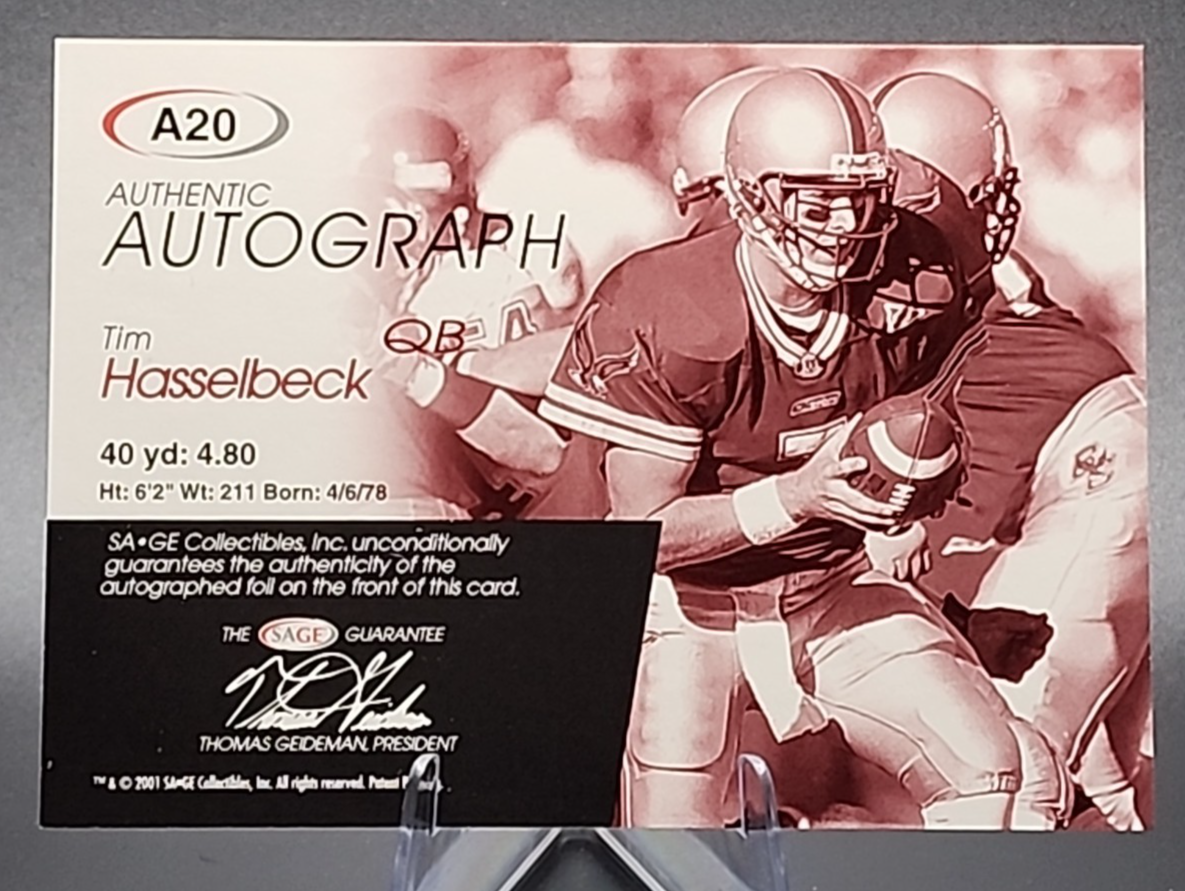 A20
AUTHENTIC
AUTOGRAPH
Tim QB
Hasselbeck
40 yd: 4.80
Ht: 6'2" Wt: 211 Born: 4/6/78
SA•GE Collectibles, Inc. unconditionally
guarantees the authenticity of the
autographed foil on the front of this card.
THE SAGE GUARANTEE
THOMAS GEIDEMAN, PRESIDENT
™ & © 2001 SA•GE Collectibles, Inc. All rights reserved. Patent